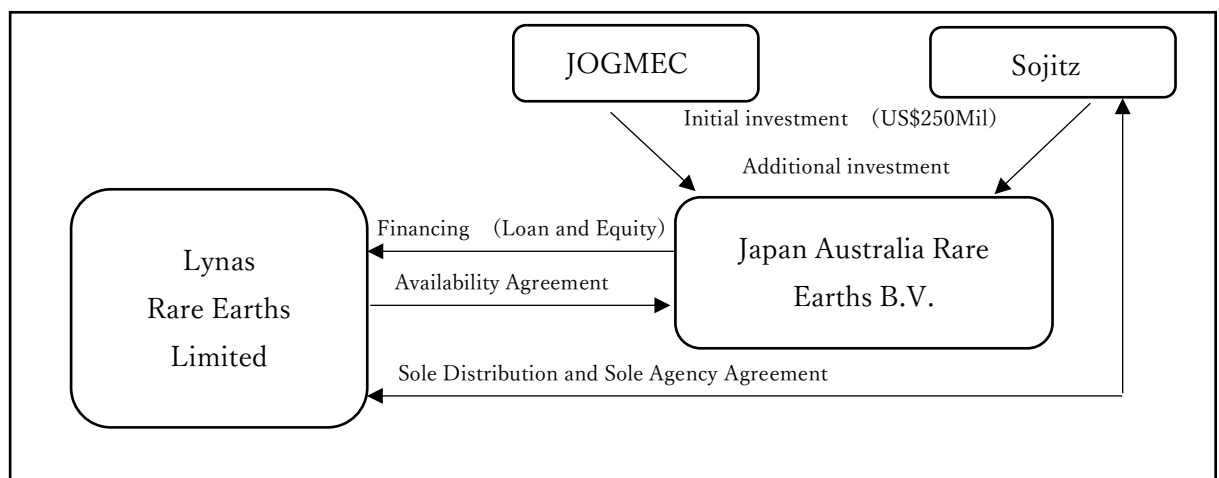 JOGMEC
Sojitz
Initial investment （US$250Mil）
Additional investment
Financing （Loan and Equity）
Availability Agreement
Lynas
Rare Earths
Limited
Japan Australia Rare
Earths B.V.
Sole Distribution and Sole Agency Agreement